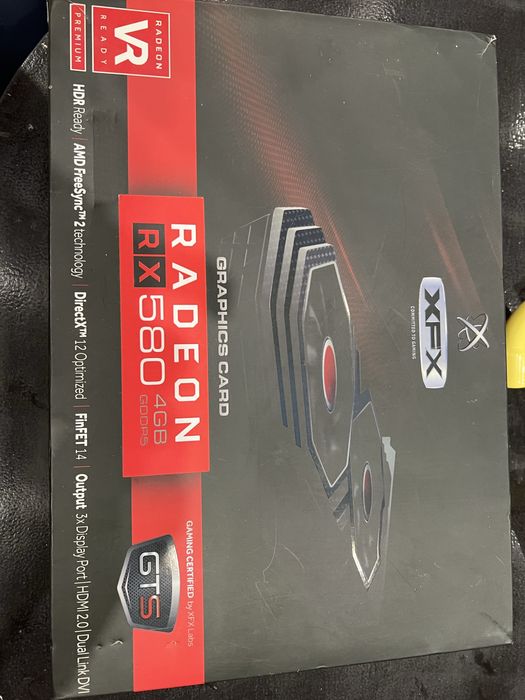 XFX
COMMITTED TO GAMING
GRAPHICS CARD
RADEON
RX 580 4GB
GDDR5
RADEON
VR
READY
PREMIUM
GAMING CERTIFIED by XFX Labs
GTS
HDR Ready | AMD FreeSync™ 2 technology | DirectX™ 12 Optimized | FinFET 14 | Output 3x Display Port | HDMI 2.0 | Dual Link DVI